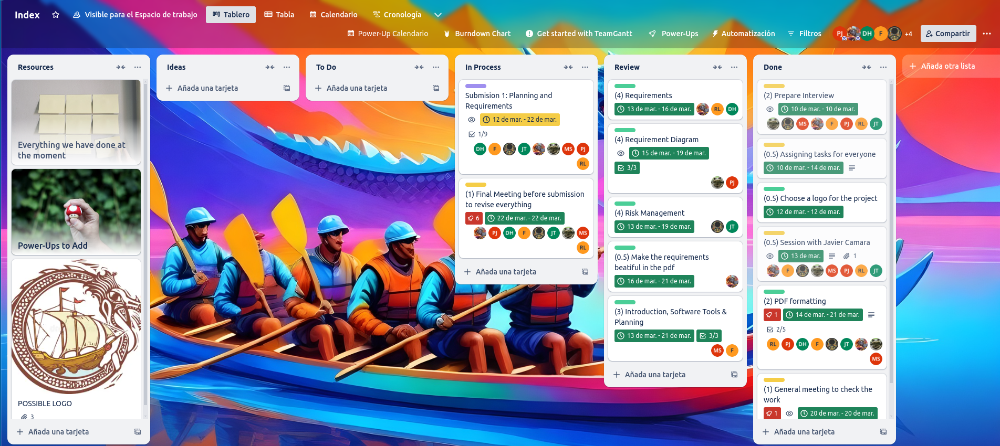 Index
Visible para el Espacio de trabajo
Tablero
Tabla
Calendario
Cronología
Power-Up Calendario
Burndown Chart
Get started with TeamGantt
Power-Ups
Automatización
Filtros
PJ
DH
F
+4
Compartir
Resources
Everything we have done at
the moment
Power-Ups to Add
POSSIBLE LOGO
3
Añada una tarjeta
Ideas
Añada una tarjeta
To Do
Añada una tarjeta
In Process
Submision 1: Planning and
Requirements
12 de mar. - 22 de mar.
1/9
DH F JT MS PJ
RL
(1) Final Meeting before submission
to revise everything
6 22 de mar. - 22 de mar.
PJ DH F JT MS
RL
Añada una tarjeta
Review
(4) Requirements
13 de mar. - 16 de mar. RL DH
(4) Requirement Diagram
15 de mar. - 19 de mar.
3/3
PJ
(4) Risk Management
13 de mar. - 19 de mar. JT
(0.5) Make the requirements
beatiful in the pdf
16 de mar. - 21 de mar.
(3) Introduction, Software Tools &
Planning
13 de mar. - 21 de mar. 3/3
MS F
Añada una tarjeta
Done
(2) Prepare Interview
10 de mar. - 10 de mar.
MS F PJ RL JT
(0.5) Assigning tasks for everyone
10 de mar. - 14 de mar.
(0.5) Choose a logo for the project
12 de mar. - 12 de mar.
(0.5) Session with Javier Camara
13 de mar. 1
F MS PJ RL JT
(2) PDF formatting
1 14 de mar. - 21 de mar.
2/5
RL PJ DH F JT
MS
(1) General meeting to check the
work
1 20 de mar. - 20 de mar.
Añada una tarjeta
Añada otra lista